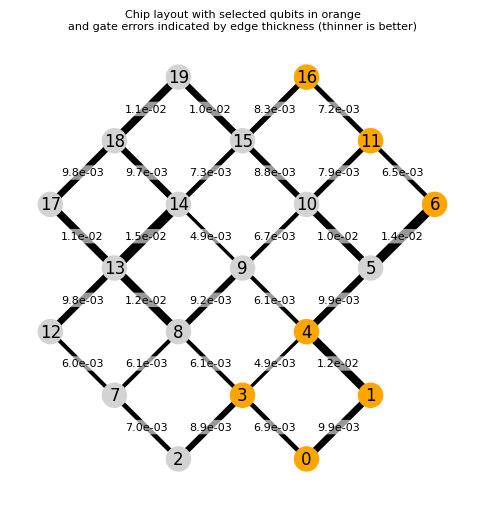 Chip layout with selected qubits in orange
and gate errors indicated by edge thickness (thinner is better)
19 16
1.1e-02 1.0e-02 8.3e-03 7.2e-03
18 15 11
9.8e-03 9.7e-03 7.3e-03 8.8e-03 7.9e-03 6.5e-03
17 14 10 6
1.1e-02 1.5e-02 4.9e-03 6.7e-03 1.0e-02 1.4e-02
13 9 5
9.8e-03 1.2e-02 9.2e-03 6.1e-03 9.9e-03
12 8 4
6.0e-03 6.1e-03 6.1e-03 4.9e-03 1.2e-02
7 3 1
7.0e-03 8.9e-03 6.9e-03 9.9e-03
2 0